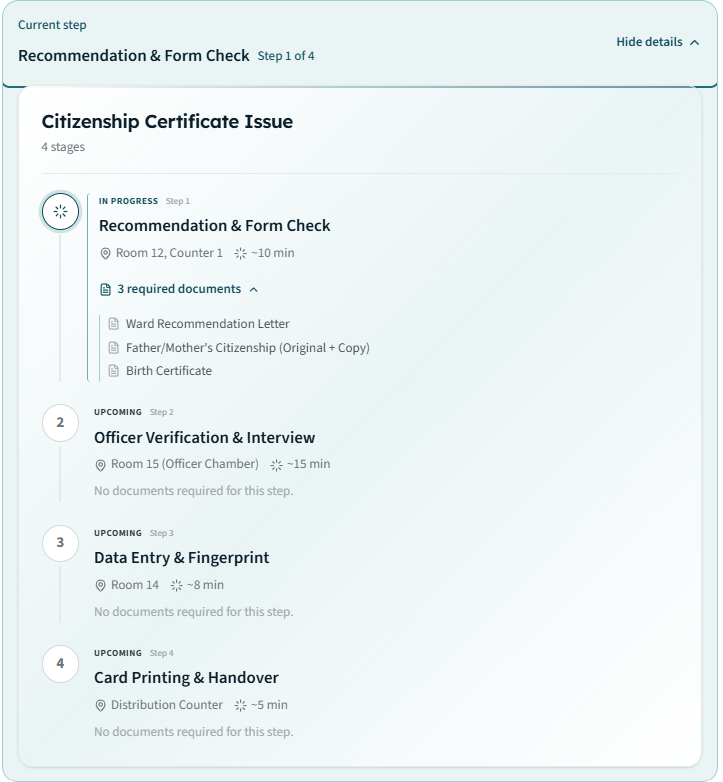 Current step
Recommendation & Form Check Step 1 of 4
Hide details
Citizenship Certificate Issue
4 stages
IN PROGRESS Step 1
Recommendation & Form Check
Room 12, Counter 1 ~10 min
3 required documents
Ward Recommendation Letter
Father/Mother's Citizenship (Original + Copy)
Birth Certificate
2
UPCOMING Step 2
Officer Verification & Interview
Room 15 (Officer Chamber) ~15 min
No documents required for this step.
3
UPCOMING Step 3
Data Entry & Fingerprint
Room 14 ~8 min
No documents required for this step.
4
UPCOMING Step 4
Card Printing & Handover
Distribution Counter ~5 min
No documents required for this step.